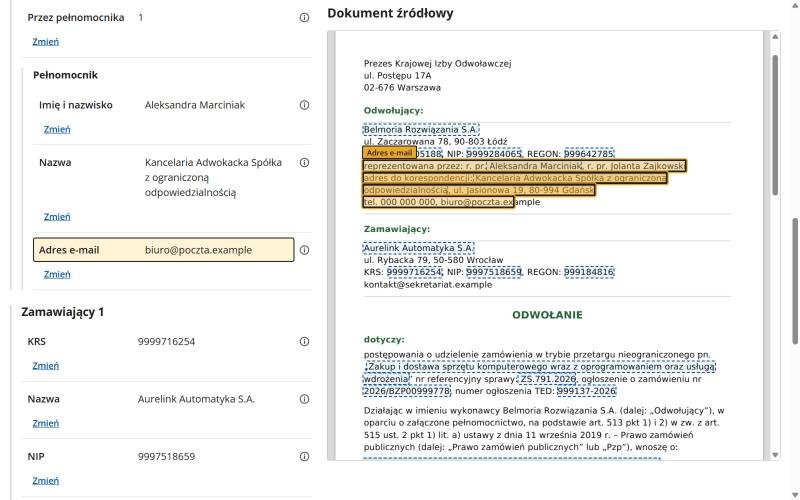 Przez pełnomocnika 1
Zmień
Pełnomocnik
Imię i nazwisko Aleksandra Marciniak
Zmień
Nazwa Kancelaria Adwokacka Spółka
z ograniczoną
odpowiedzialnością
Zmień
Adres e-mail biuro@poczta.example
Zmień
Zamawiający 1
KRS 9999716254
Zmień
Nazwa Aurelink Automatyka S.A.
Zmień
NIP 9997518659
Dokument źródłowy
Prezes Krajowej Izby Odwoławczej
ul. Postępu 17A
02-676 Warszawa
Odwołujący:
Belmoria Rozwiązania S.A.
ul. Zaczarowana 78, 90-803 Łódź
Adres e-mail
05188, NIP: 9999284065, REGON: 999642785
reprezentowana przez: r. pr. Aleksandra Marciniak, r. pr. Jolanta Zajkowski
adres do korespondencji: Kancelaria Adwokacka Spółka z ograniczoną
odpowiedzialnością, ul. Jasionowa 19, 80-994 Gdańsk
tel. 000 000 000, biuro@poczta.example
Zamawiający:
Aurelink Automatyka S.A.
ul. Rybacka 79, 50-580 Wrocław
KRS: 9999716254, NIP: 9997518659, REGON: 999184816
kontakt@sekretariat.example
ODWOŁANIE
dotyczy:
postępowania o udzielenie zamówienia w trybie przetargu nieograniczonego pn.
„Zakup i dostawa sprzętu komputerowego wraz z oprogramowaniem oraz usługą
wdrożenia” nr referencyjny sprawy: ZS.791.2026, ogłoszenie o zamówieniu nr
2026/BZP00999778, numer ogłoszenia TED: 999137-2026
Działając w imieniu wykonawcy Belmoria Rozwiązania S.A. (dalej: „Odwołujący”), w
oparciu o załączone pełnomocnictwo, na podstawie art. 513 pkt 1) i 2) w zw. z art.
515 ust. 2 pkt 1) lit. a) ustawy z dnia 11 września 2019 r. – Prawo zamówień
publicznych (dalej: „Prawo zamówień publicznych” lub „Pzp”), wnoszę o: